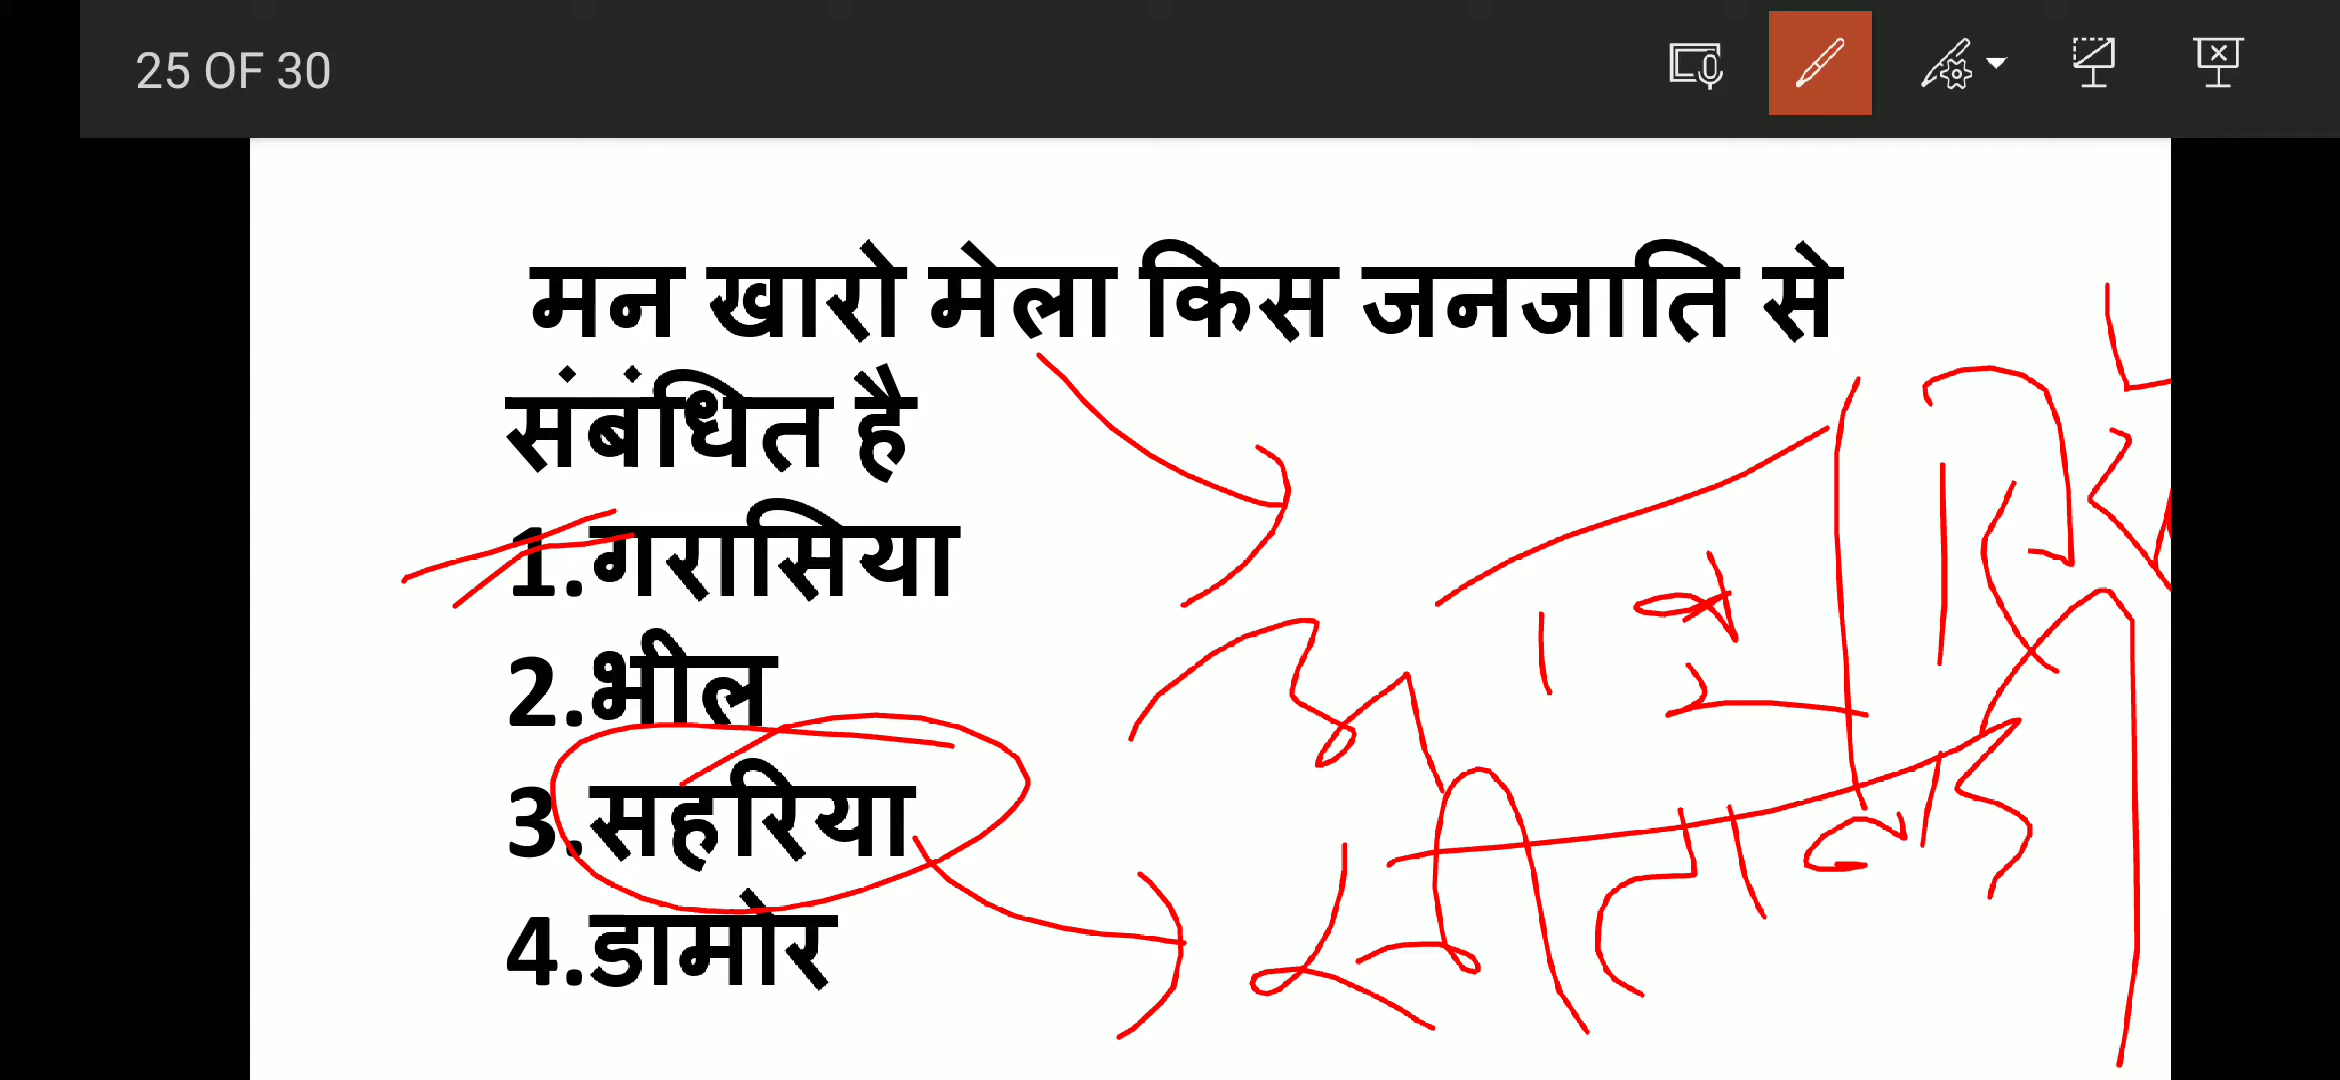 25 OF 30
मन खारो मेला किस जनजाति से
संबंधित है
1.गरासिया
2.भील
3.सहरिया
4.डामोर